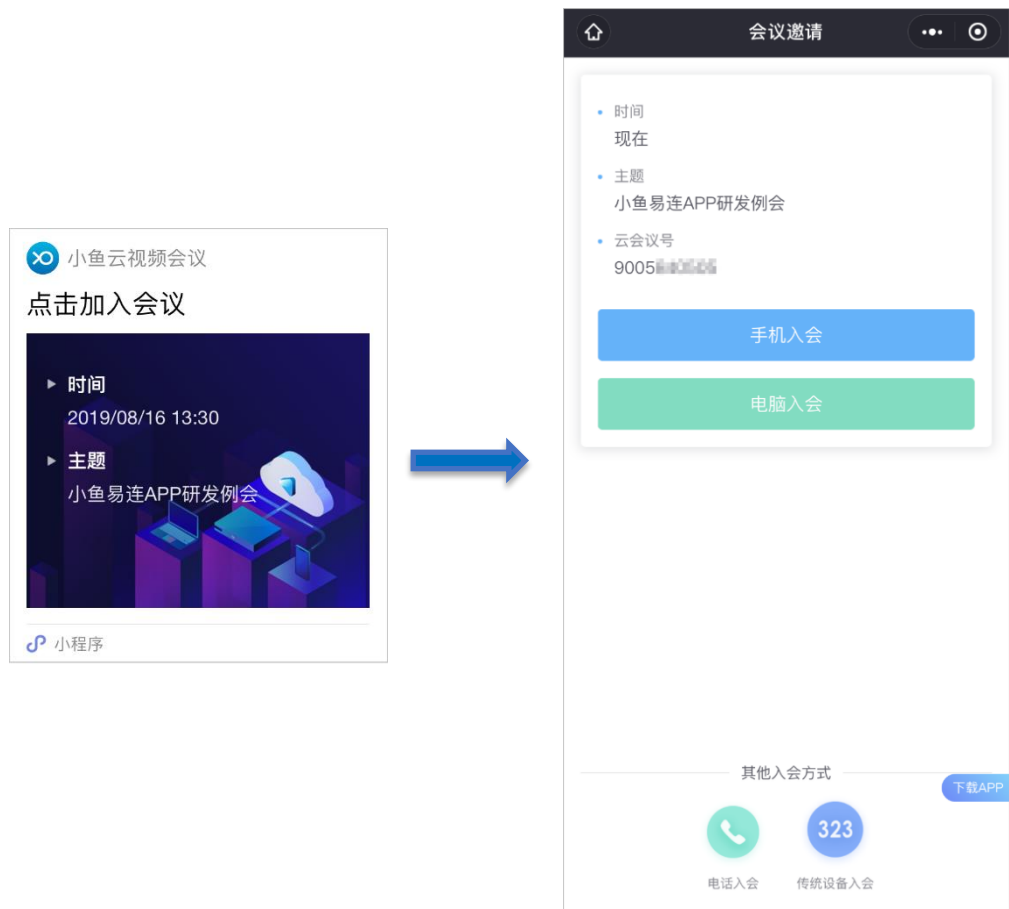 小鱼云视频会议
点击加入会议
时间
2019/08/16 13:30
主题
小鱼易连APP研发例会
小程序
会议邀请
时间
现在
主题
小鱼易连APP研发例会
云会议号
9005
手机入会
电脑入会
其他入会方式
下载APP
323
电话入会
传统设备入会